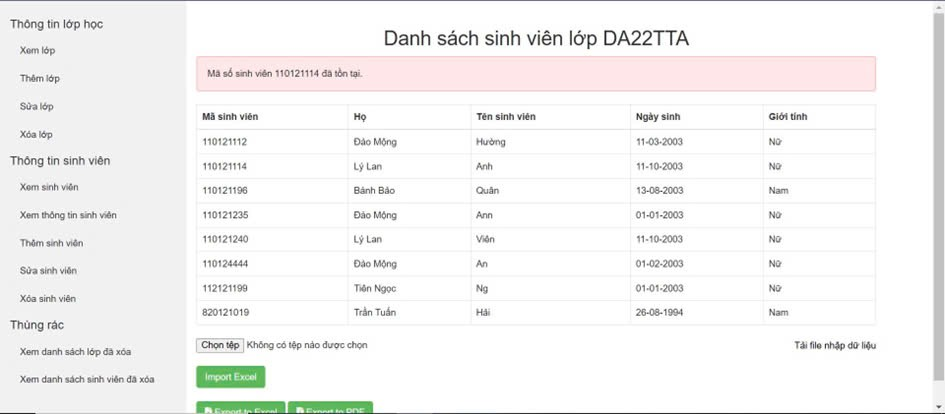 Thông tin lớp học
Xem lớp
Thêm lớp
Sửa lớp
Xóa lớp
Thông tin sinh viên
Xem sinh viên
Xem thông tin sinh viên
Thêm sinh viên
Sửa sinh viên
Xóa sinh viên
Thùng rác
Xem danh sách lớp đã xóa
Xem danh sách sinh viên đã xóa
Danh sách sinh viên lớp DA22TTA
Mã số sinh viên 110121114 đã tồn tại.
Mã sinh viên Họ Tên sinh viên Ngày sinh Giới tính
110121112 Đào Mộng Hường 11-03-2003 Nữ
110121114 Lý Lan Anh 11-10-2003 Nữ
110121196 Bành Bảo Quân 13-08-2003 Nam
110121235 Đào Mộng Ann 01-01-2003 Nữ
110121240 Lý Lan Viên 11-10-2003 Nữ
110124444 Đào Mộng An 01-02-2003 Nữ
112121199 Tiên Ngọc Ng 01-01-2003 Nữ
820121019 Trần Tuấn Hải 26-08-1994 Nam
Chọn tệp Không có tệp nào được chọn Tải file nhập dữ liệu
Import Excel
Export to Excel Export to PDF